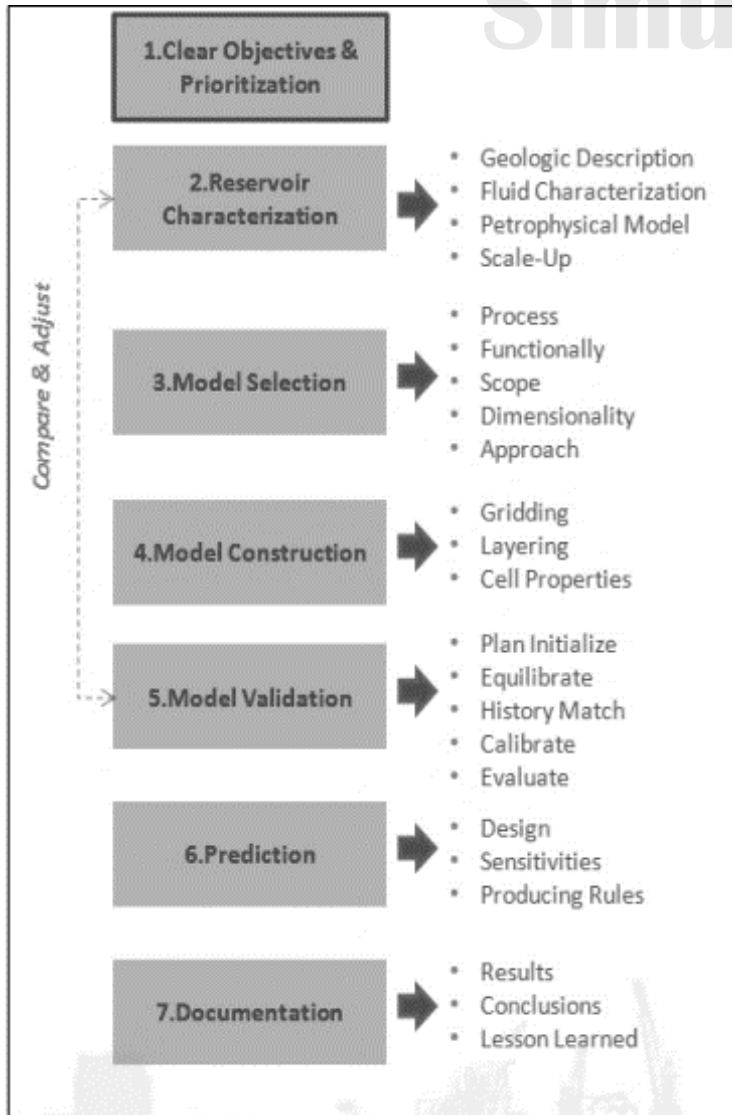 Simu
1.Clear Objectives &
Prioritization
2.Reservoir
Characterization
• Geologic Description
• Fluid Characterization
• Petrophysical Model
• Scale-Up
Compare & Adjust
3.Model Selection
• Process
• Functionally
• Scope
• Dimensionality
• Approach
4.Model Construction
• Gridding
• Layering
• Cell Properties
5.Model Validation
• Plan Initialize
• Equilibrate
• History Match
• Calibrate
• Evaluate
6.Prediction
• Design
• Sensitivities
• Producing Rules
7.Documentation
• Results
• Conclusions
• Lesson Learned